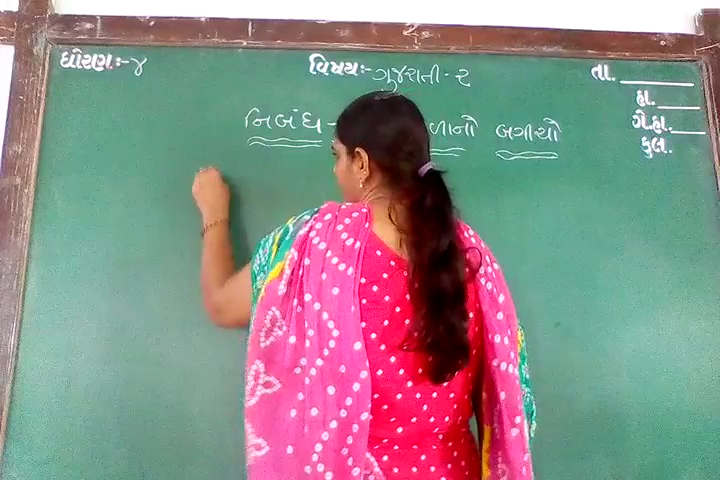 ધોરણ:- ૪ વિષય:- ગુજરાતી - ૨ તા.
હા.
ગે.હા.
કુલ.
નિબંધ - ળાનો બગીચો